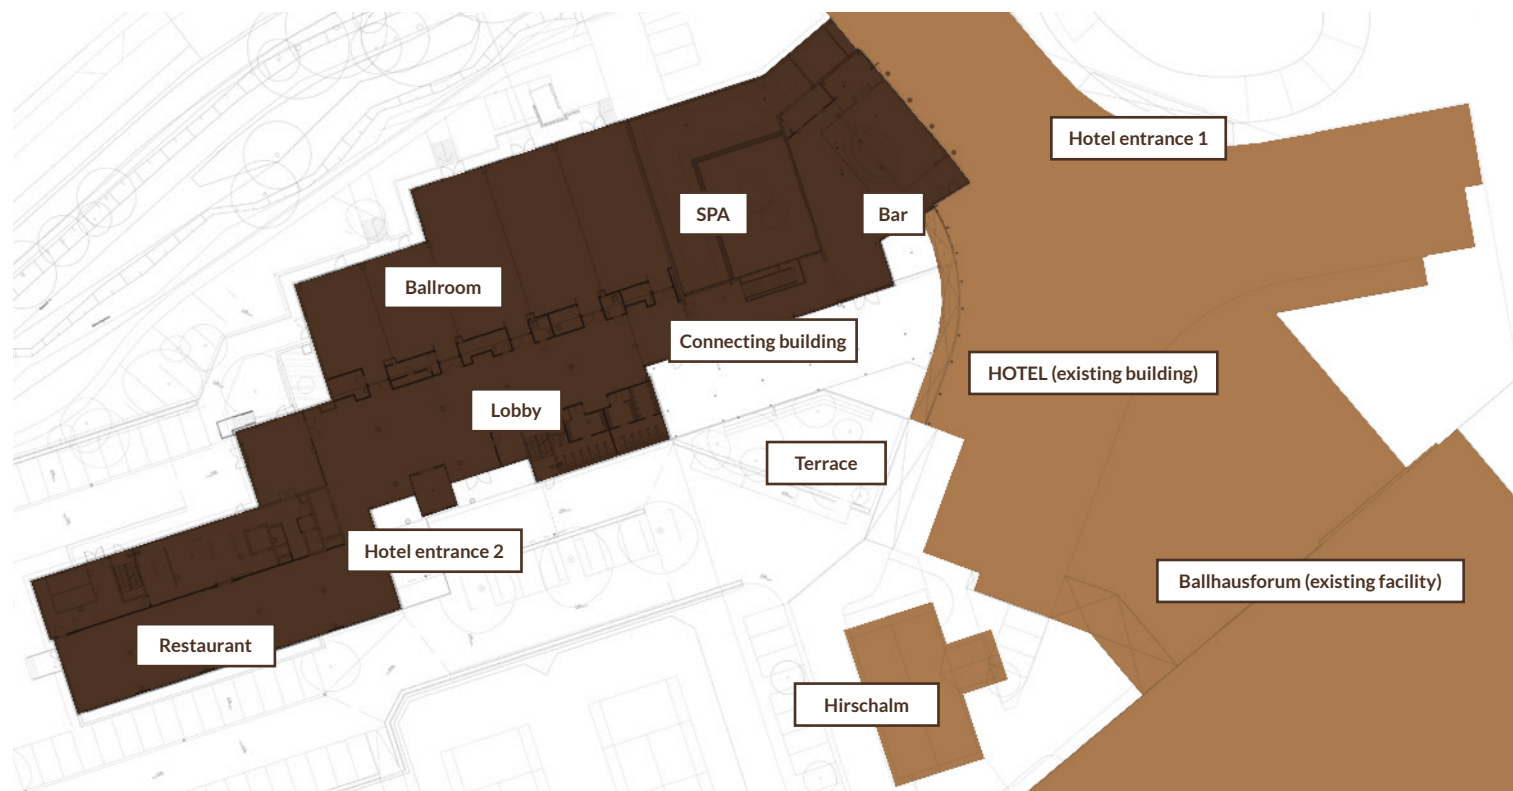 Hotel entrance 1
SPA
Bar
Ballroom
Connecting building
HOTEL (existing building)
Lobby
Terrace
Hotel entrance 2
Ballhausforum (existing facility)
Restaurant
Hirschalm